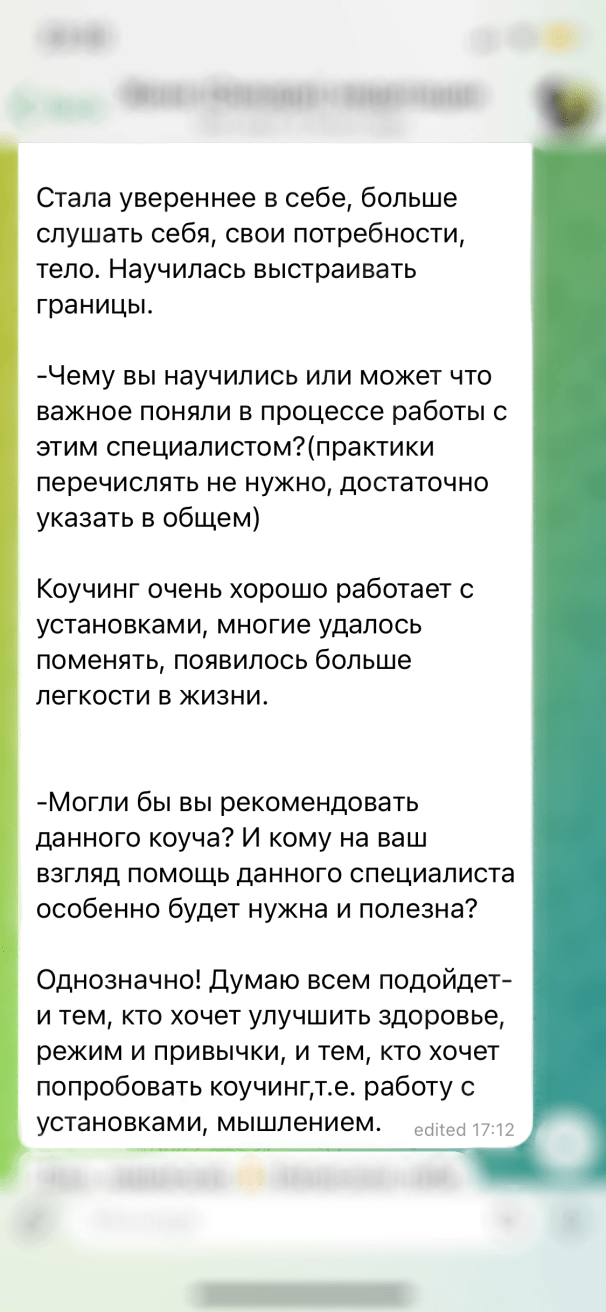 Стала увереннее в себе, больше
слушать себя, свои потребности,
тело. Научилась выстраивать
границы.
-Чему вы научились или может что
важное поняли в процессе работы с
этим специалистом?(практики
перечислять не нужно, достаточно
указать в общем)
Коучинг очень хорошо работает с
установками, многие удалось
поменять, появилось больше
легкости в жизни.
-Могли бы вы рекомендовать
данного коуча? И кому на ваш
взгляд помощь данного специалиста
особенно будет нужна и полезна?
Однозначно! Думаю всем подойдет-
и тем, кто хочет улучшить здоровье,
режим и привычки, и тем, кто хочет
попробовать коучинг,т.е. работу с
установками, мышлением.
edited 17:12